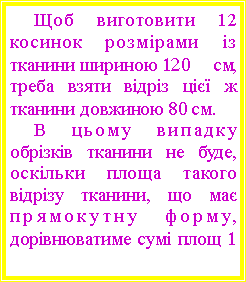 Щоб виготовити 12
косинок розмірами із
тканини шириною 120 см,
треба взяти відріз цієї ж
тканини довжиною 80 см.
В цьому випадку
обрізків тканини не буде,
оскільки площа такого
відрізу тканини, що має
прямокутну форму,
дорівнюватиме сумі площ 1